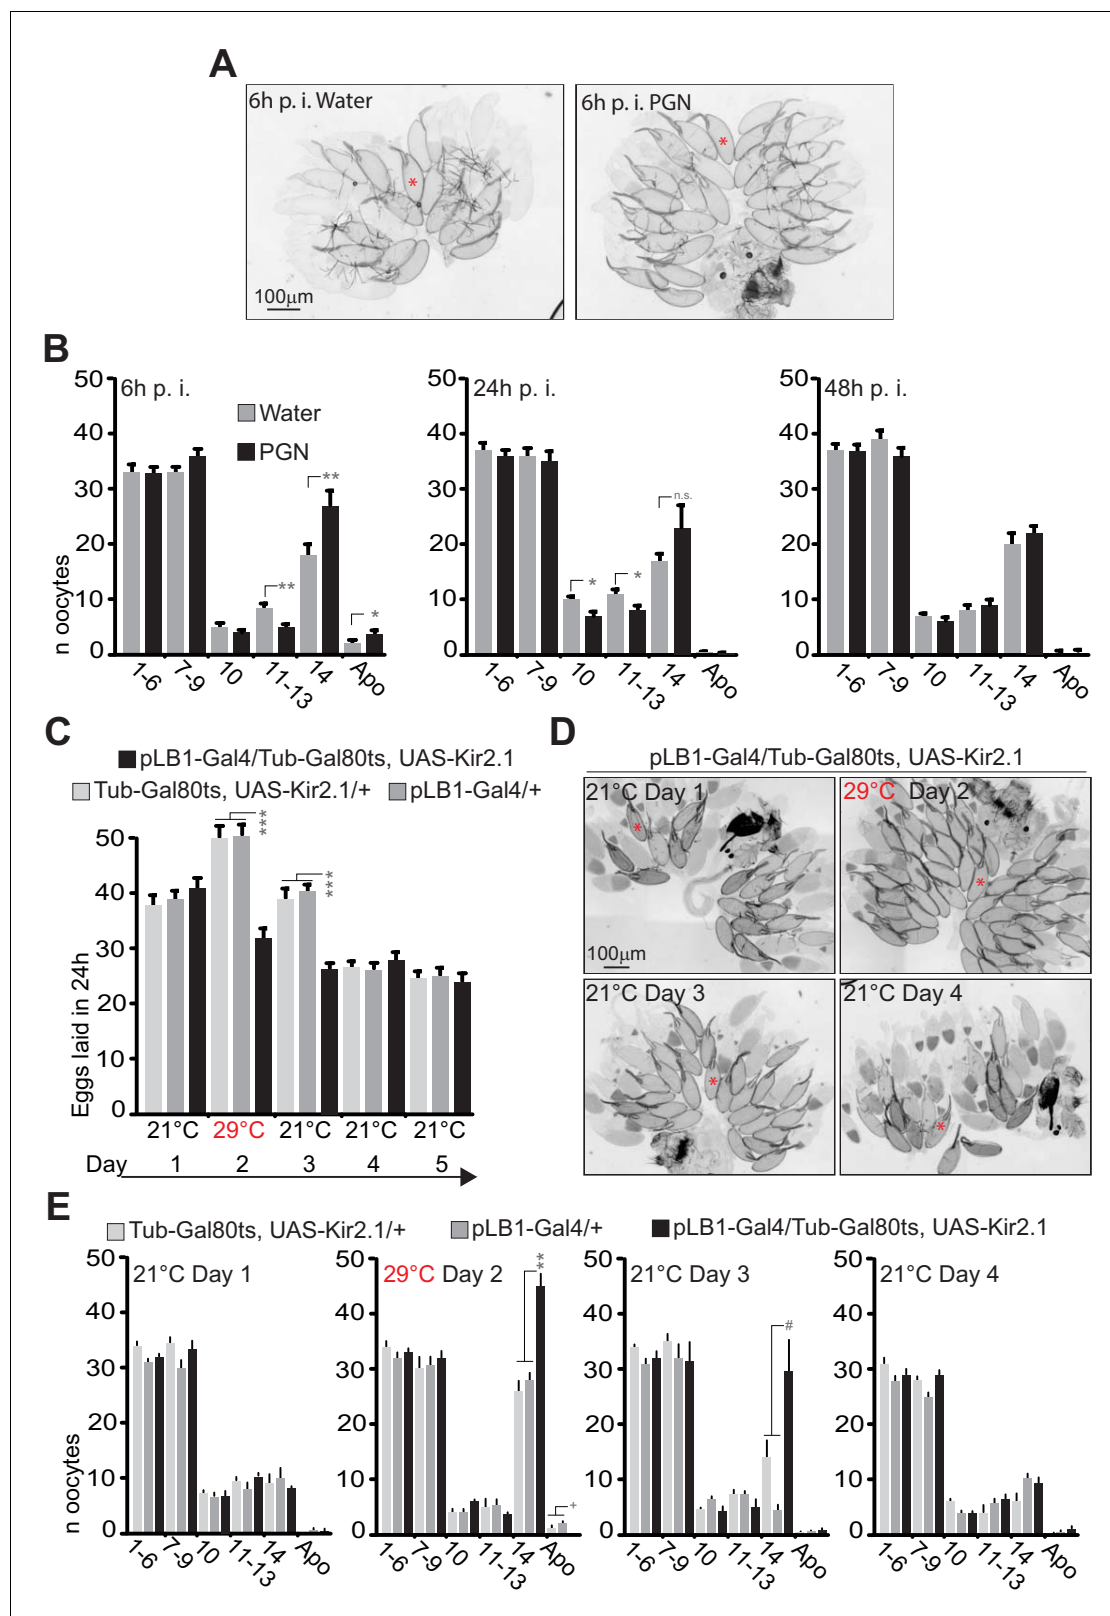 A
6h p. i. Water
6h p. i. PGN
*
*
100µm
B
6h p. i.
24h p. i.
48h p. i.
Water
PGN
n oocytes
50
40
30
20
10
0
** ** *
1-6 7-9 10 11-13 14 Apo
50
40
30
20
10
0
* * n.s.
1-6 7-9 10 11-13 14 Apo
50
40
30
20
10
0
1-6 7-9 10 11-13 14 Apo
C
pLB1-Gal4/Tub-Gal80ts, UAS-Kir2.1
Tub-Gal80ts, UAS-Kir2.1/+ pLB1-Gal4/+
Eggs laid in 24h
50
40
30
20
10
0
***
***
21°C 29°C 21°C 21°C 21°C
Day 1 2 3 4 5
D
pLB1-Gal4/Tub-Gal80ts, UAS-Kir2.1
21°C Day 1
29°C Day 2
*
*
100µm
21°C Day 3
21°C Day 4
*
*
E
Tub-Gal80ts, UAS-Kir2.1/+ pLB1-Gal4/+ pLB1-Gal4/Tub-Gal80ts, UAS-Kir2.1
n oocytes
21°C Day 1
50
40
30
20
10
0
1-6 7-9 10 11-13 14 Apo
29°C Day 2
50
40
30
20
10
0
** +
1-6 7-9 10 11-13 14 Apo
21°C Day 3
50
40
30
20
10
0
#
1-6 7-9 10 11-13 14 Apo
21°C Day 4
50
40
30
20
10
0
1-6 7-9 10 11-13 14 Apo